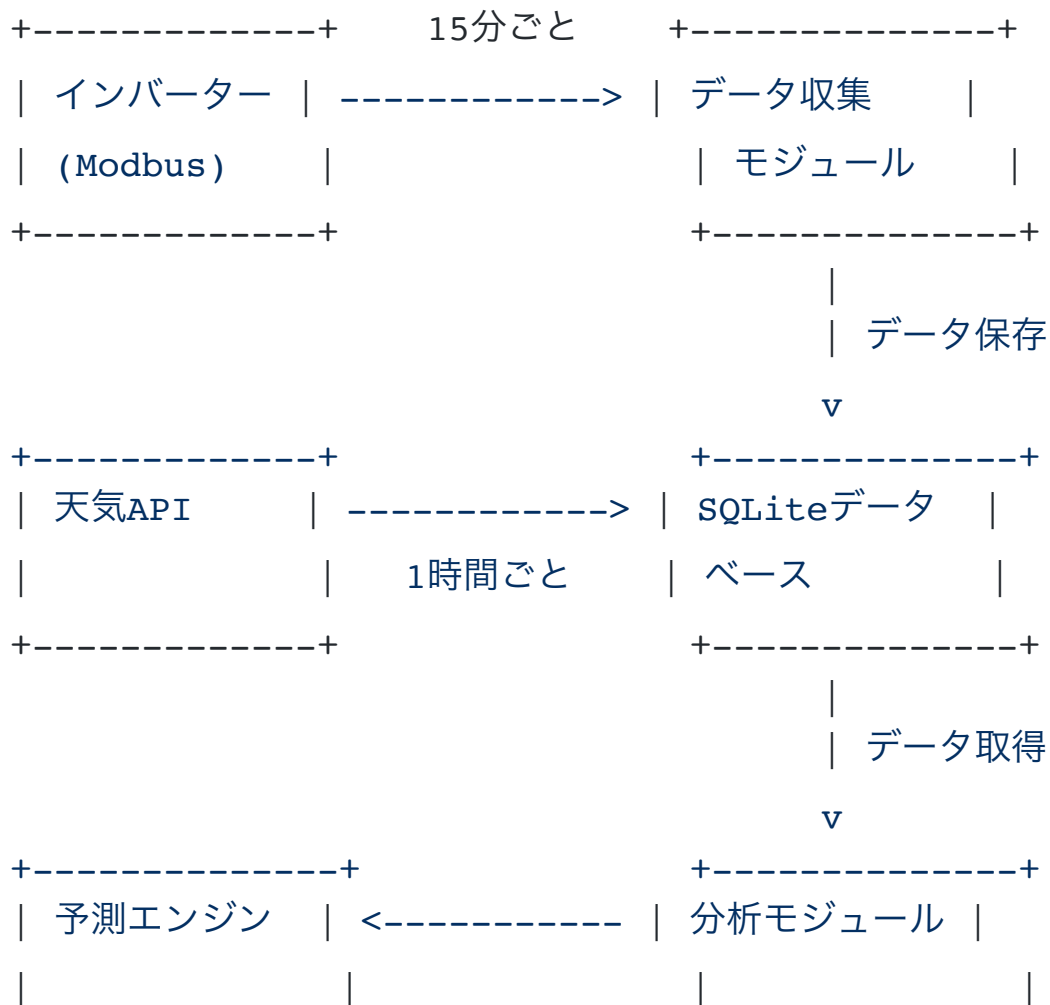 +-------------+ 15分ごと +--------------+
| インバーター | ------------> | データ収集 |
| (Modbus) | | モジュール |
+-------------+ +--------------+
|
| データ保存
v
+-------------+ +--------------+
| 天気API | ------------> | SQLiteデータ |
| | 1時間ごと | ベース |
+-------------+ +--------------+
|
| データ取得
v
+--------------+ +--------------+
| 予測エンジン | <----------- | 分析モジュール |
| | | |